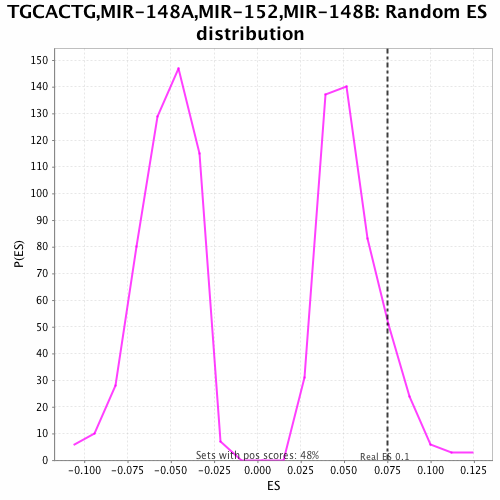 TGCACTG,MIR-148A,MIR-152,MIR-148B: Random ES
distribution
150
140
130
120
110
100
90
80
70
60
50
40
30
20
10
0
P(ES)
Sets with pos scores: 48%
Real ES 0.1
-0.100 -0.075 -0.050 -0.025 0.000 0.025 0.050 0.075 0.100 0.125
ES